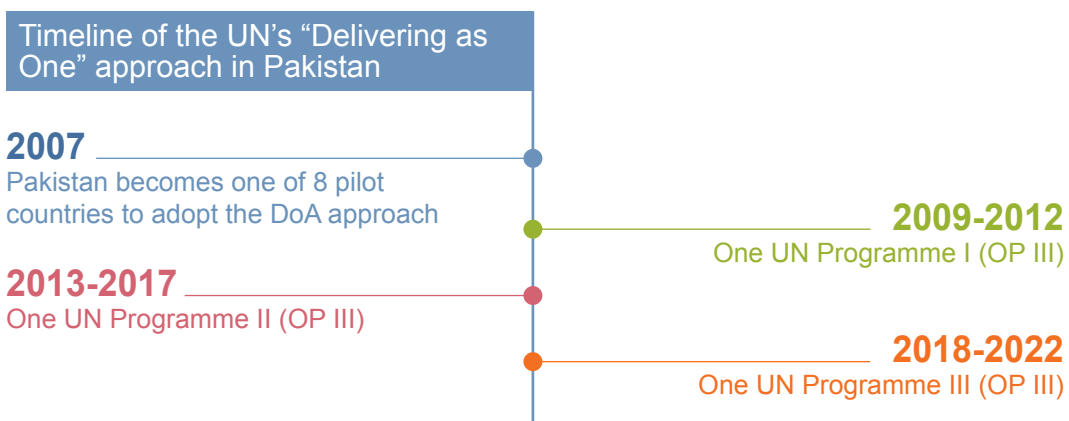 Timeline of the UN’s “Delivering as
One” approach in Pakistan
2007
Pakistan becomes one of 8 pilot
countries to adopt the DoA approach
2009-2012
One UN Programme I (OP III)
2013-2017
One UN Programme II (OP III)
2018-2022
One UN Programme III (OP III)